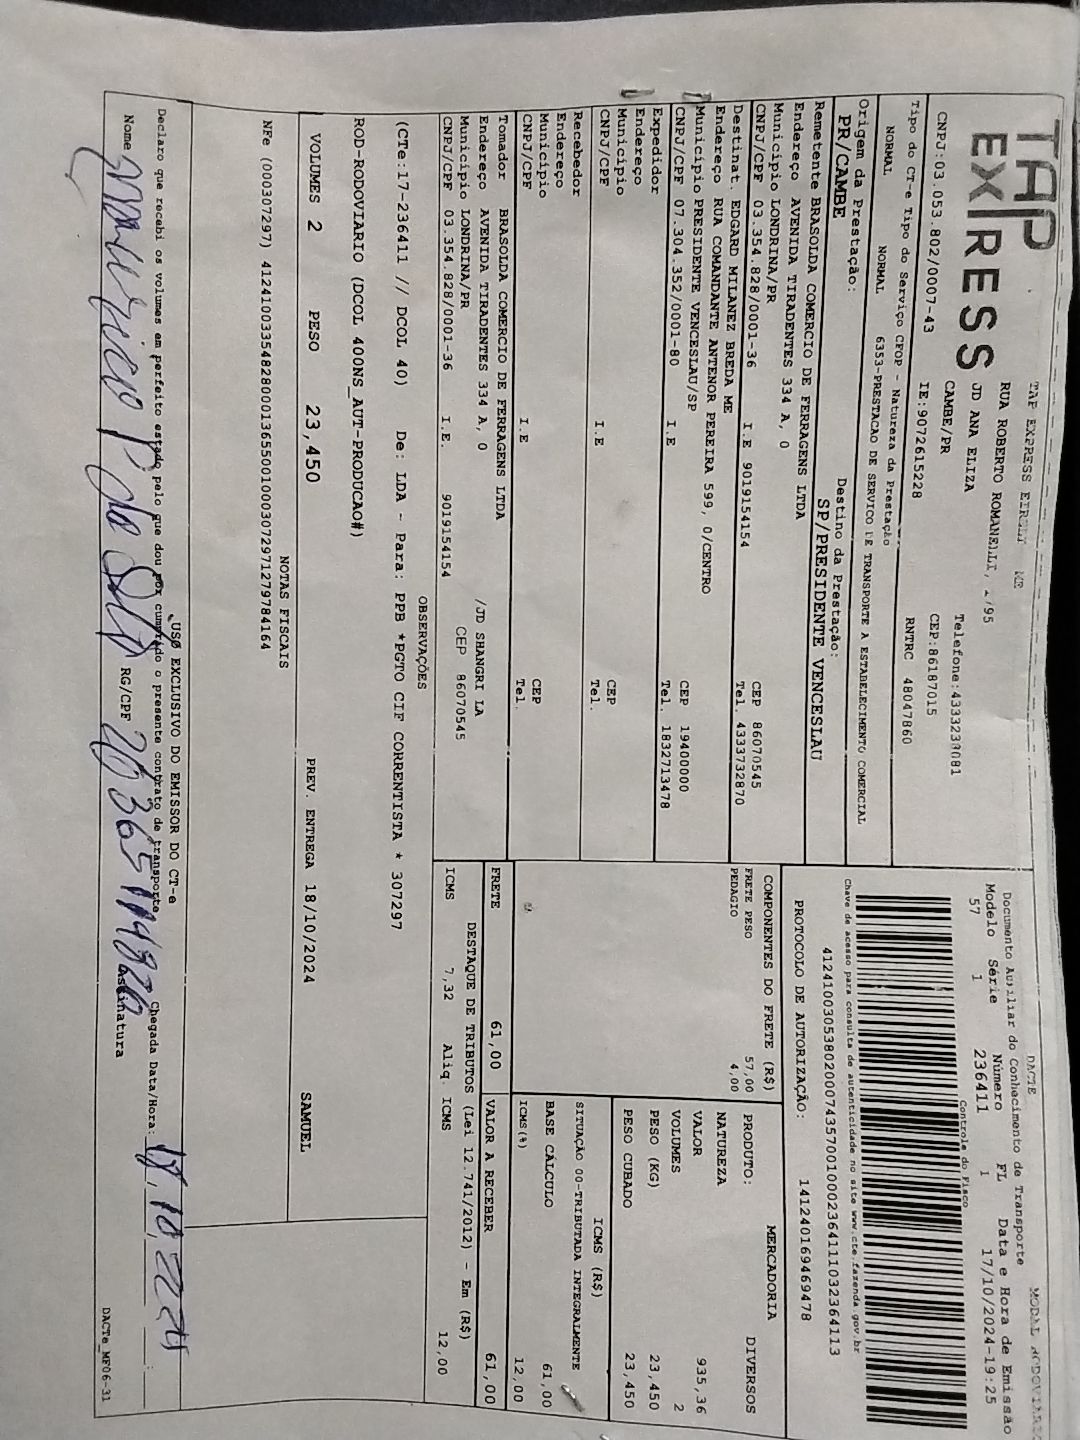 TAP
EXPRESS
TAP EXPRESS EIRELI ME
RUA ROBERTO ROMANELLI, 795
JD ANA ELIZA
CAMBE/PR
Telefone:4333233081
CEP:86187015
CNPJ:03.053.802/0007-43
IE:9072615228
RNTRC 48047860
DACTE
MODAL RODOVIARIO
Documento Auxiliar do Conhecimento de Transporte
Modelo Série Número FL Data e Hora de Emissão
57 1 236411 1 17/10/2024-19:25
Controle do Fisco
Chave de acesso para consulta de autenticidade no site www.cte.fazenda.gov.br
PROTOCOLO DE AUTORIZAÇÃO: 141240169469478
Tipo do CT-e Tipo do Serviço CFOP - Natureza da Prestação
NORMAL NORMAL 6353-PRESTACAO DE SERVICO DE TRANSPORTE A ESTABELECIMENTO COMERCIAL
Origem da Prestação: Destino da Prestação:
PR/CAMBE SP/PRESIDENTE VENCESLAU
Remetente BRASOLDA COMERCIO DE FERRAGENS LTDA
Endereço AVENIDA TIRADENTES 334 A, 0
Município LONDRINA/PR CEP 86070545
CNPJ/CPF 03.354.828/0001-36 I.E 9019154154 Tel. 4333732870
Destinat. EDGARD MILANEZ BREDA ME
Endereço RUA COMANDANTE ANTENOR PEREIRA 599, 0/CENTRO
Município PRESIDENTE VENCESLAU/SP CEP 19400000
CNPJ/CPF 07.304.352/0001-80 I.E Tel. 1832713478
Expedidor
Endereço
Município CEP
CNPJ/CPF I.E Tel.
Recebedor
Endereço
Município CEP
CNPJ/CPF I.E Tel.
Tomador BRASOLDA COMERCIO DE FERRAGENS LTDA
Endereço AVENIDA TIRADENTES 334 A, 0 /JD SHANGRI LA
Município LONDRINA/PR CEP 86070545
CNPJ/CPF 03.354.828/0001-36 I.E. 9019154154
COMPONENTES DO FRETE (R$)
FRETE PESO 57,00
PEDAGIO 4,00
MERCADORIA
PRODUTO: DIVERSOS
NATUREZA
VALOR 935,36
VOLUMES 2
PESO (KG) 23,450
PESO CUBADO 23,450
ICMS (R$)
SITUAÇÃO 00-TRIBUTADA INTEGRALMENTE
BASE CÁLCULO 61,00
ICMS(%) 12,00
FRETE 61,00 VALOR A RECEBER 61,00
DESTAQUE DE TRIBUTOS (Lei 12.741/2012) - Em (R$)
ICMS 7,32 Aliq. ICMS 12,00
OBSERVAÇÕES
(CTe:17-236411 // DCOL 40) De: LDA - Para: PPB *PGTO CIF CORRENTISTA * 307297
ROD-RODOVIARIO (DCOL 400NS_AUT-PRODUCAO#)
VOLUMES 2 PESO 23,450 PREV. ENTREGA 18/10/2024 SAMUEL
NOTAS FISCAIS
USO EXCLUSIVO DO EMISSOR DO CT-e
Declaro que recebi os volumes em perfeito estado pelo que dou por cumprido o presente contrato de transporte. Chegada Data/Hora:
Nome RG/CPF Assinatura
DACTe_MF06-31